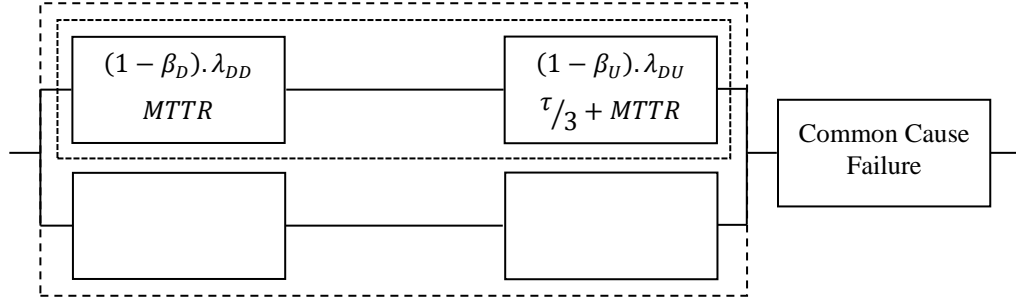 (1 − β_D).λ_DD
MTTR
(1 − β_U).λ_DU
τ/3 + MTTR
Common Cause
Failure